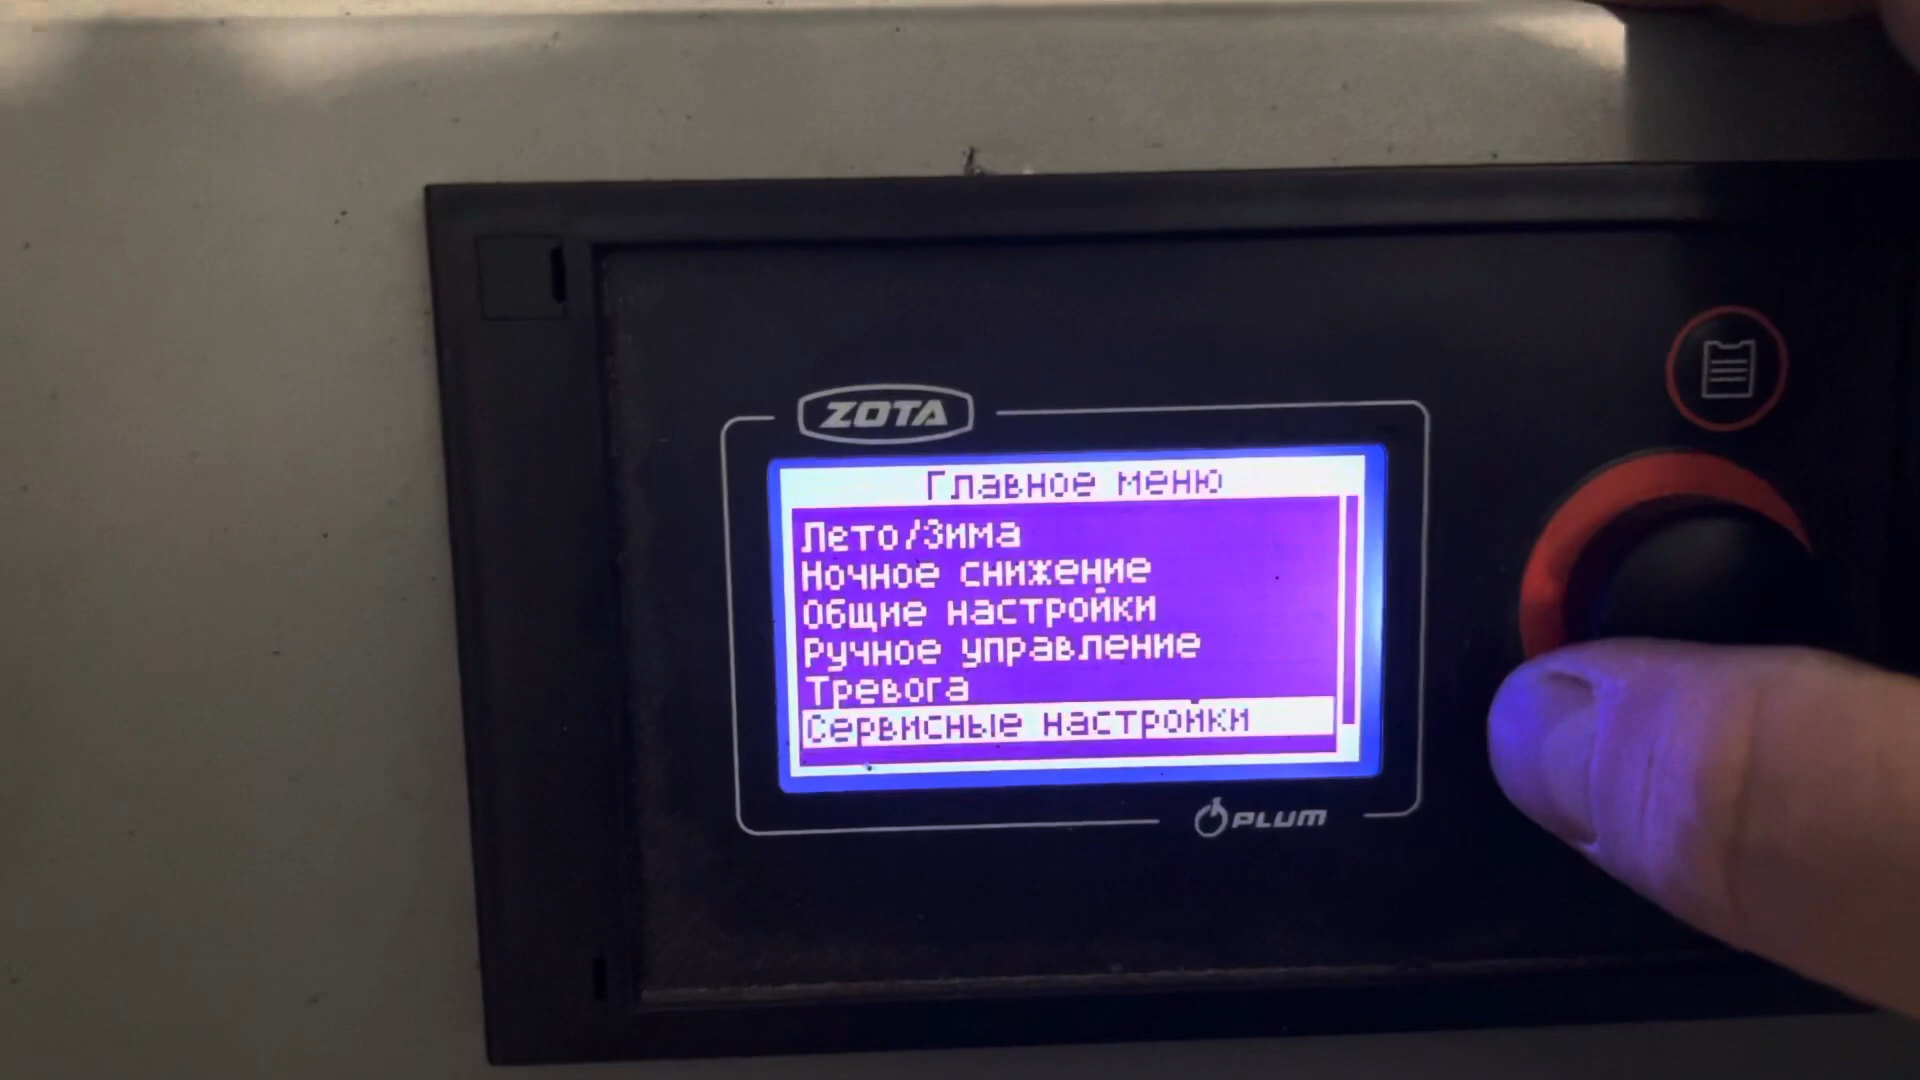 ZOTA
Главное меню
Лето/Зима
Ночное снижение
Общие настройки
Ручное управление
Тревога
Сервисные настройки
PLUM